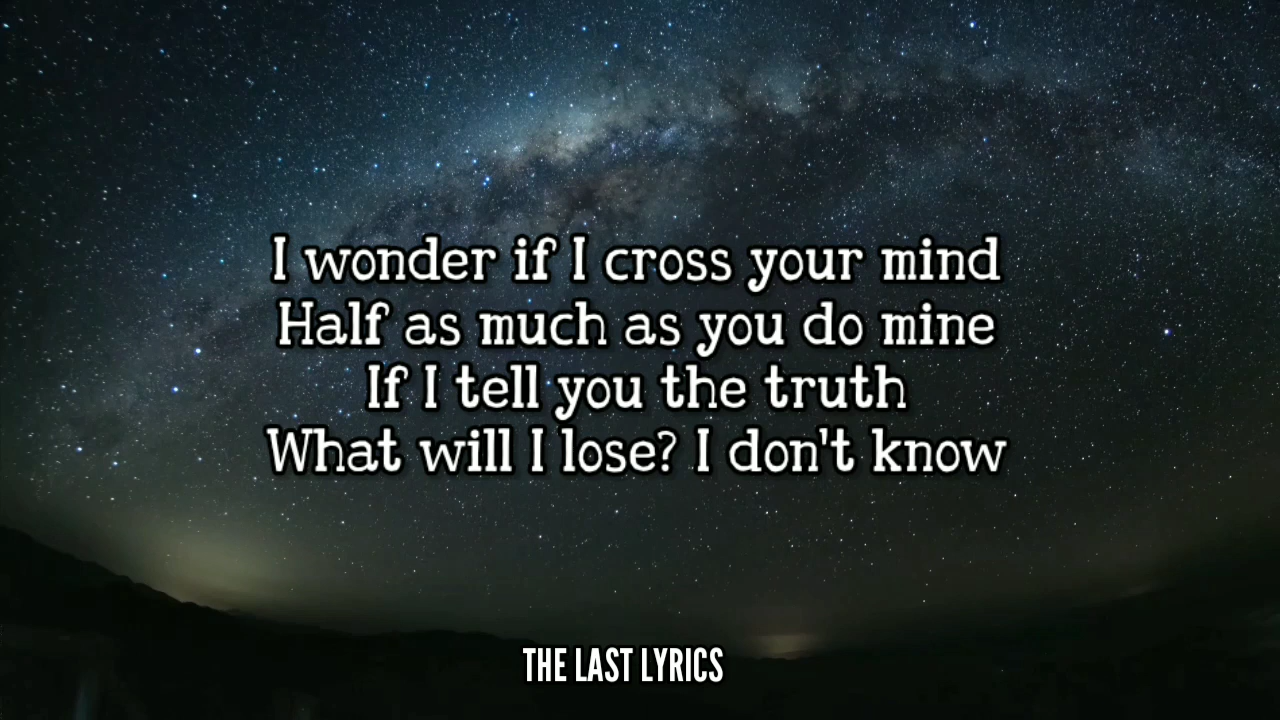 I wonder if I cross your mind
Half as much as you do mine
If I tell you the truth
What will I lose? I don't know
THE LAST LYRICS